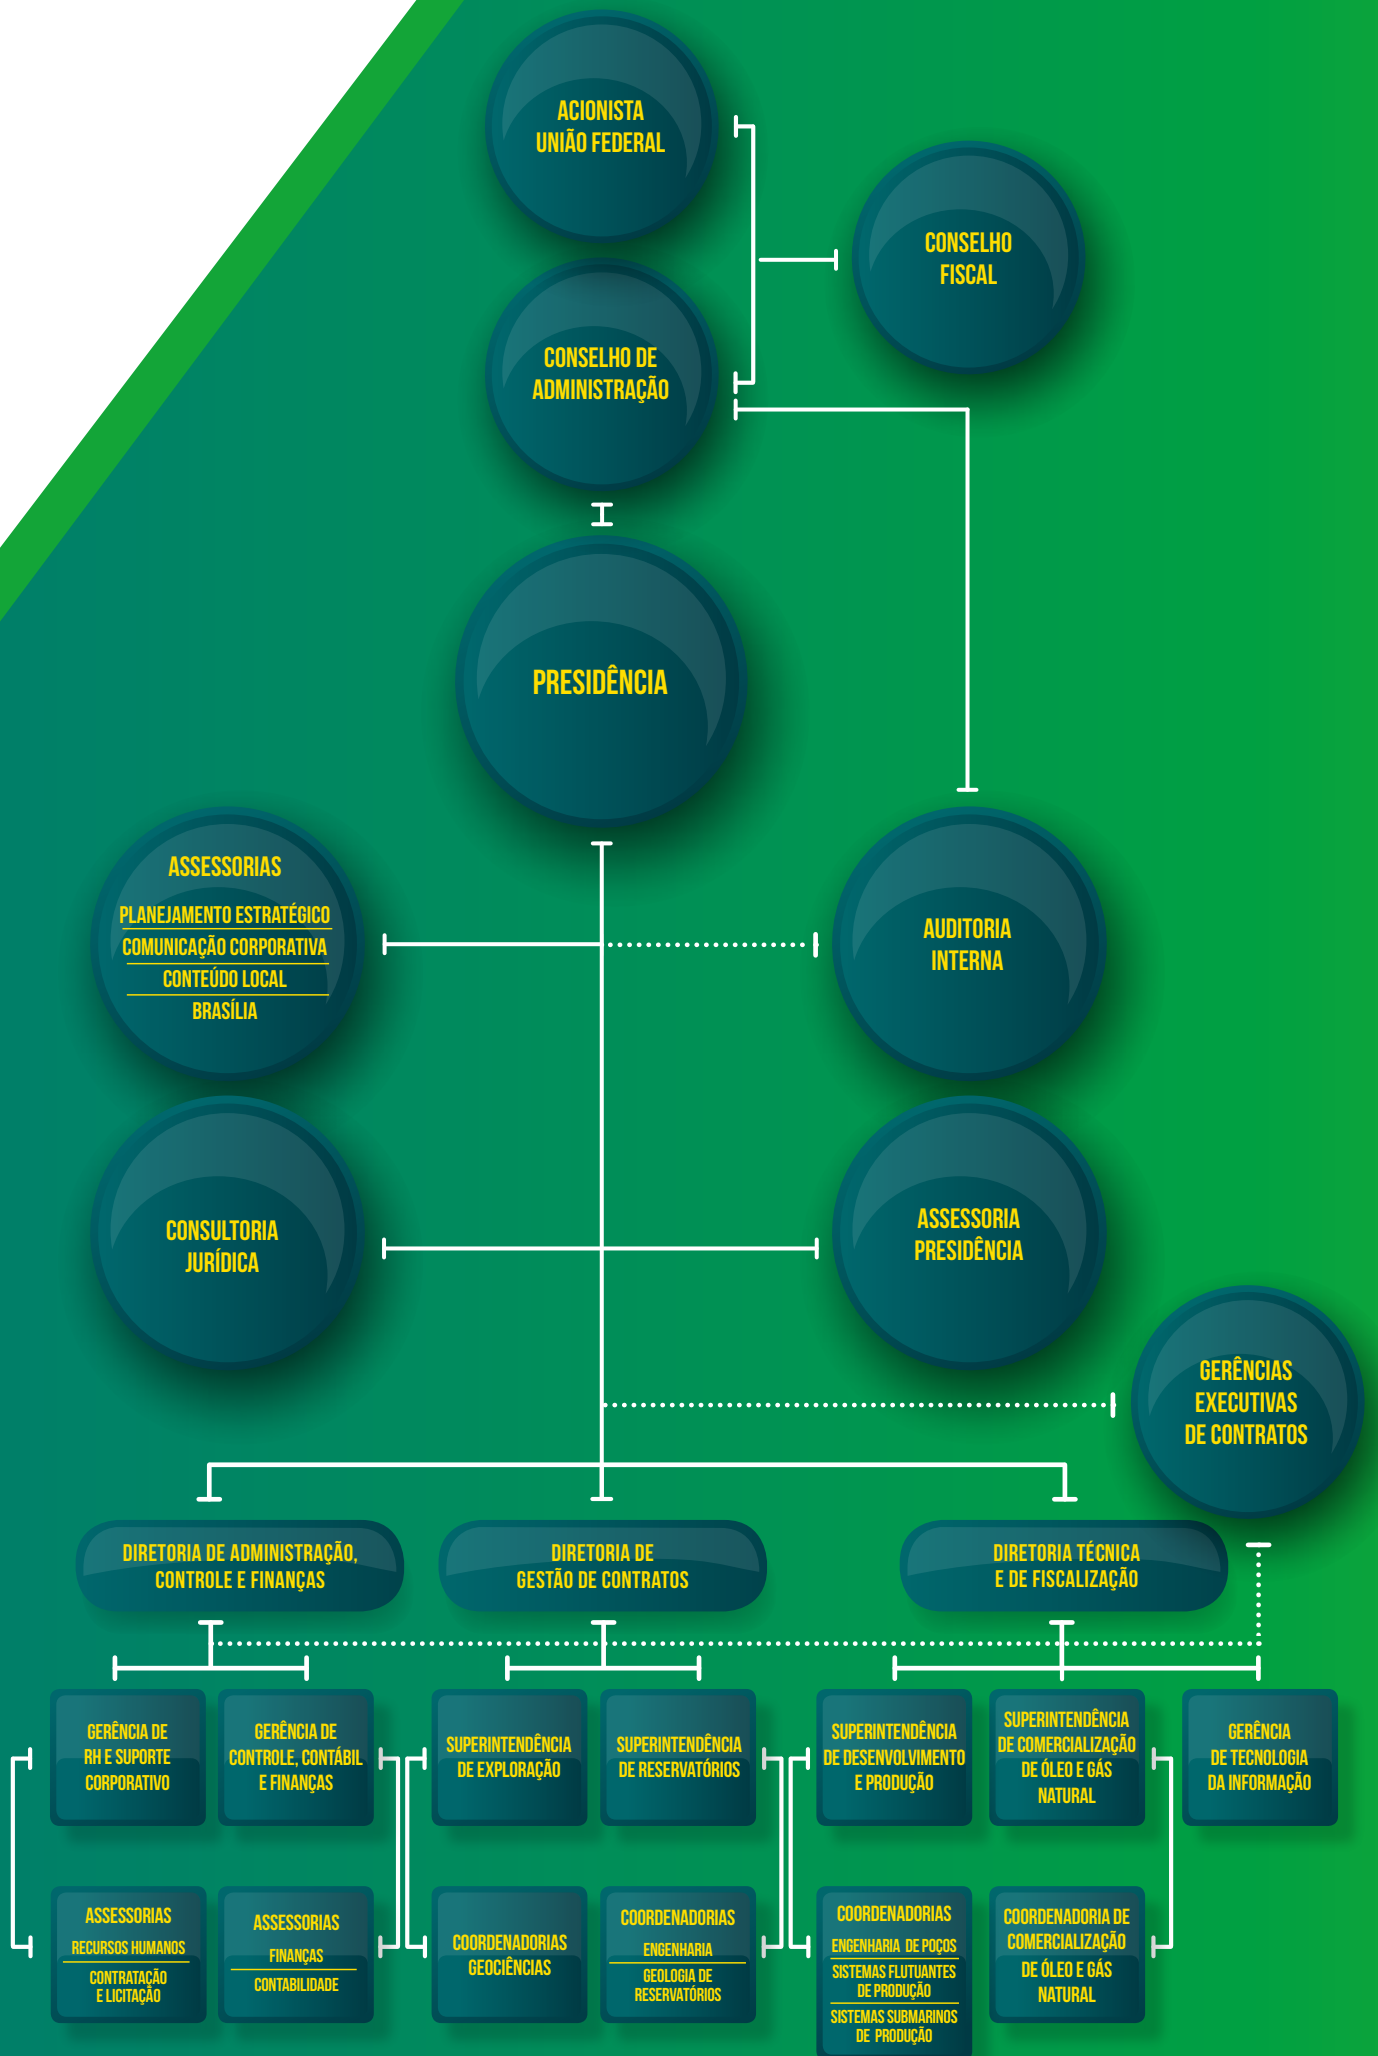 ACIONISTA
UNIÃO FEDERAL
CONSELHO
FISCAL
CONSELHO DE
ADMINISTRAÇÃO
PRESIDÊNCIA
ASSESSORIAS
PLANEJAMENTO ESTRATÉGICO
COMUNICAÇÃO CORPORATIVA
CONTEÚDO LOCAL
BRASÍLIA
AUDITORIA
INTERNA
CONSULTORIA
JURÍDICA
ASSESSORIA
PRESIDÊNCIA
GERÊNCIAS
EXECUTIVAS
DE CONTRATOS
DIRETORIA DE ADMINISTRAÇÃO,
CONTROLE E FINANÇAS
DIRETORIA DE
GESTÃO DE CONTRATOS
DIRETORIA TÉCNICA
E DE FISCALIZAÇÃO
GERÊNCIA DE
RH E SUPORTE
CORPORATIVO
GERÊNCIA DE
CONTROLE, CONTÁBIL
E FINANÇAS
SUPERINTENDÊNCIA
DE EXPLORAÇÃO
SUPERINTENDÊNCIA
DE RESERVATÓRIOS
SUPERINTENDÊNCIA
DE DESENVOLVIMENTO
E PRODUÇÃO
SUPERINTENDÊNCIA
DE COMERCIALIZAÇÃO
DE ÓLEO E GÁS
NATURAL
GERÊNCIA
DE TECNOLOGIA
DA INFORMAÇÃO
ASSESSORIAS
RECURSOS HUMANOS
CONTRATAÇÃO
E LICITAÇÃO
ASSESSORIAS
FINANÇAS
CONTABILIDADE
COORDENADORIAS
GEOCIÊNCIAS
COORDENADORIAS
ENGENHARIA
GEOLOGIA DE
RESERVATÓRIOS
COORDENADORIAS
ENGENHARIA DE POÇOS
SISTEMAS FLUTUANTES
DE PRODUÇÃO
SISTEMAS SUBMARINOS
DE PRODUÇÃO
COORDENADORIA DE
COMERCIALIZAÇÃO
DE ÓLEO E GÁS
NATURAL